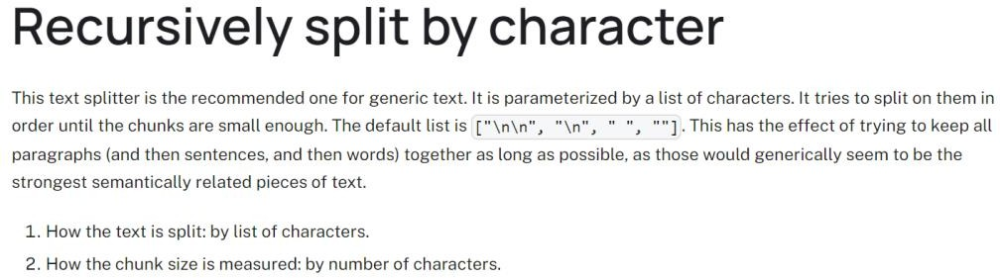 Recursively split by character
This text splitter is the recommended one for generic text. It is parameterized by a list of characters. It tries to split on them in
order until the chunks are small enough. The default list is ["\n\n", "\n", " ", ""]. This has the effect of trying to keep all
paragraphs (and then sentences, and then words) together as long as possible, as those would generically seem to be the
strongest semantically related pieces of text.
1. How the text is split: by list of characters.
2. How the chunk size is measured: by number of characters.